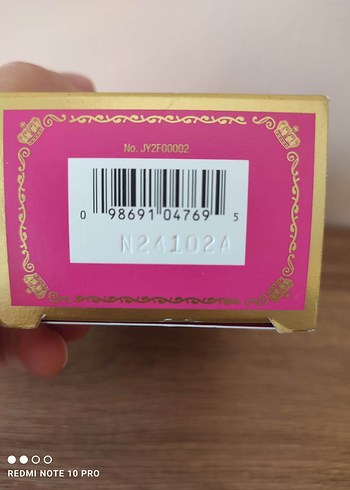 No. JY2F00002
0 98691 04769 5
N24102A
REDMI NOTE 10 PRO